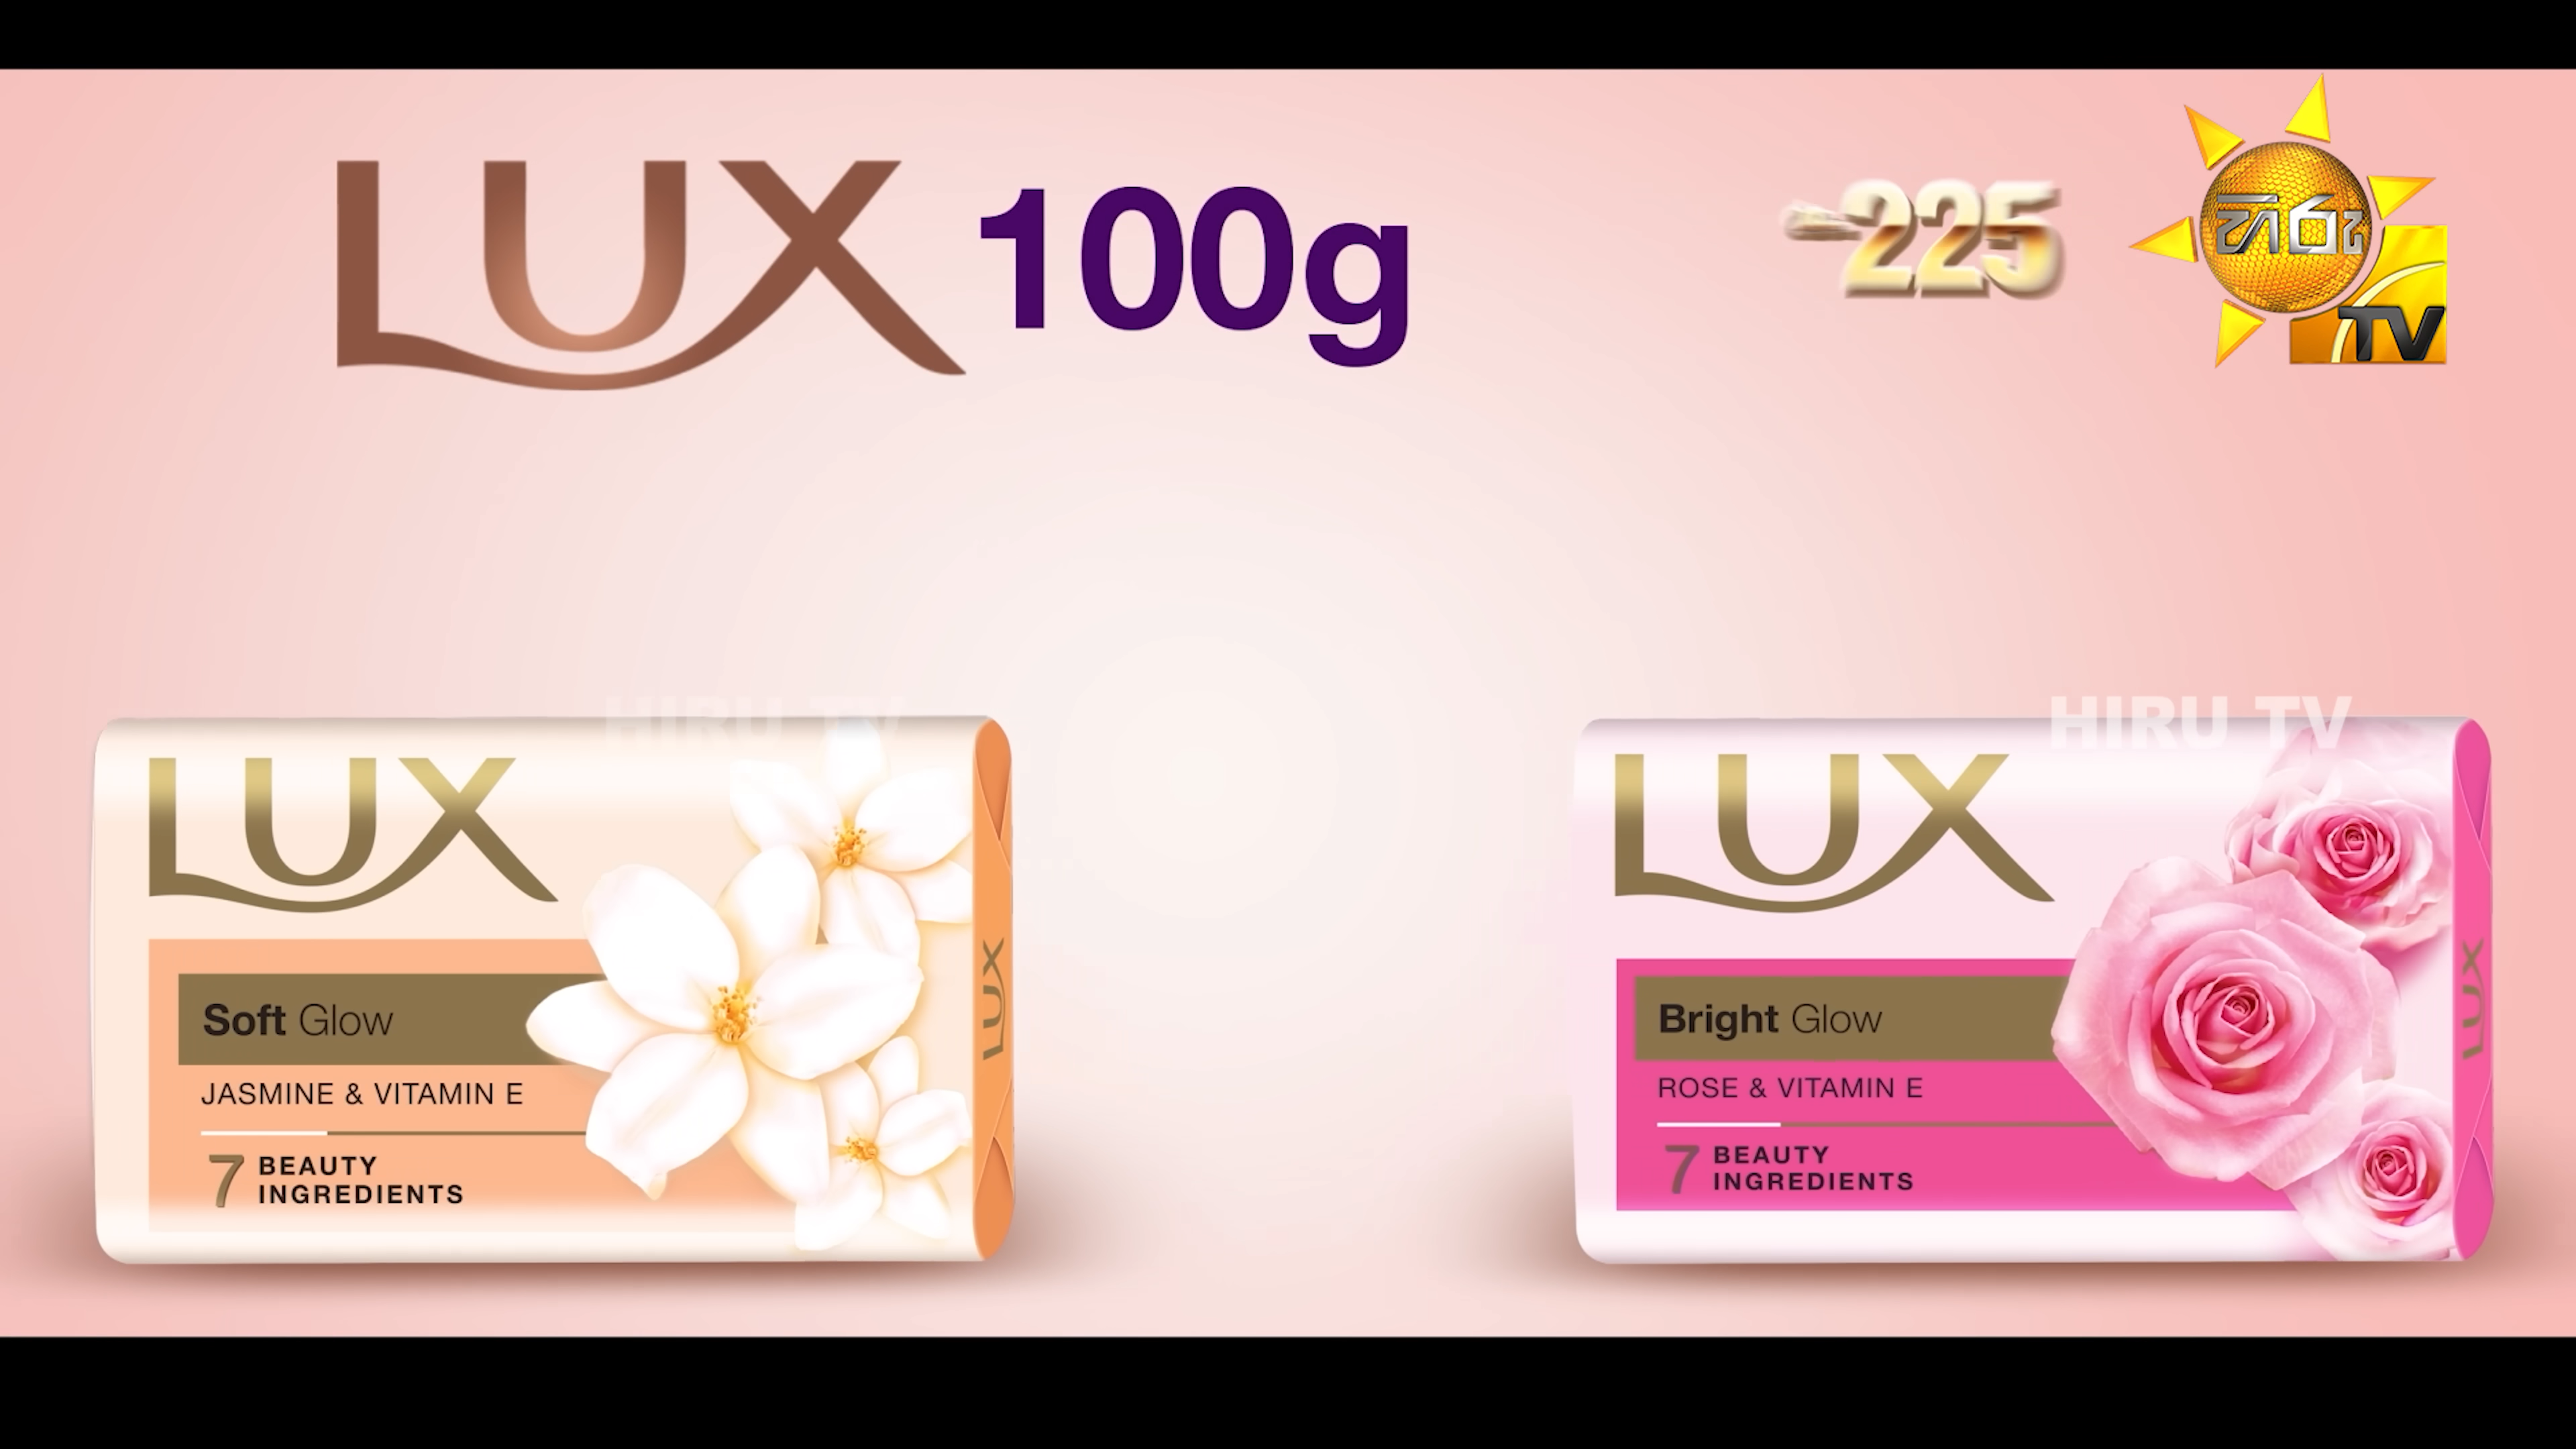 LUX 100g
225
හිරු
TV
HIRU TV
HIRU TV
LUX
Soft Glow
JASMINE & VITAMIN E
7 BEAUTY
INGREDIENTS
LUX
LUX
Bright Glow
ROSE & VITAMIN E
7 BEAUTY
INGREDIENTS
LUX